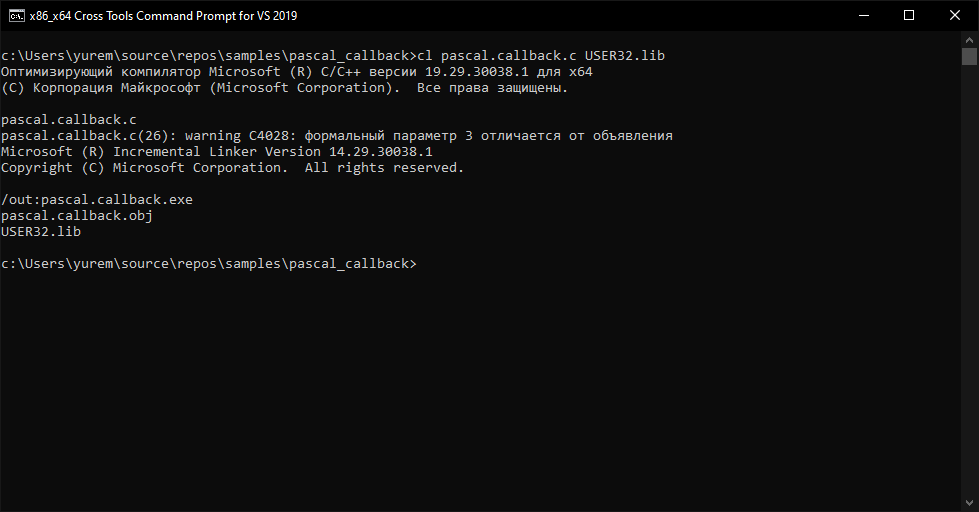 x86_x64 Cross Tools Command Prompt for VS 2019
c:\Users\yurem\source\repos\samples\pascal_callback>cl pascal.callback.c USER32.lib
Оптимизирующий компилятор Microsoft (R) C/C++ версии 19.29.30038.1 для x64
(C) Корпорация Майкрософт (Microsoft Corporation).  Все права защищены.
pascal.callback.c
pascal.callback.c(26): warning C4028: формальный параметр 3 отличается от объявления
Microsoft (R) Incremental Linker Version 14.29.30038.1
Copyright (C) Microsoft Corporation.  All rights reserved.
/out:pascal.callback.exe
pascal.callback.obj
USER32.lib
c:\Users\yurem\source\repos\samples\pascal_callback>